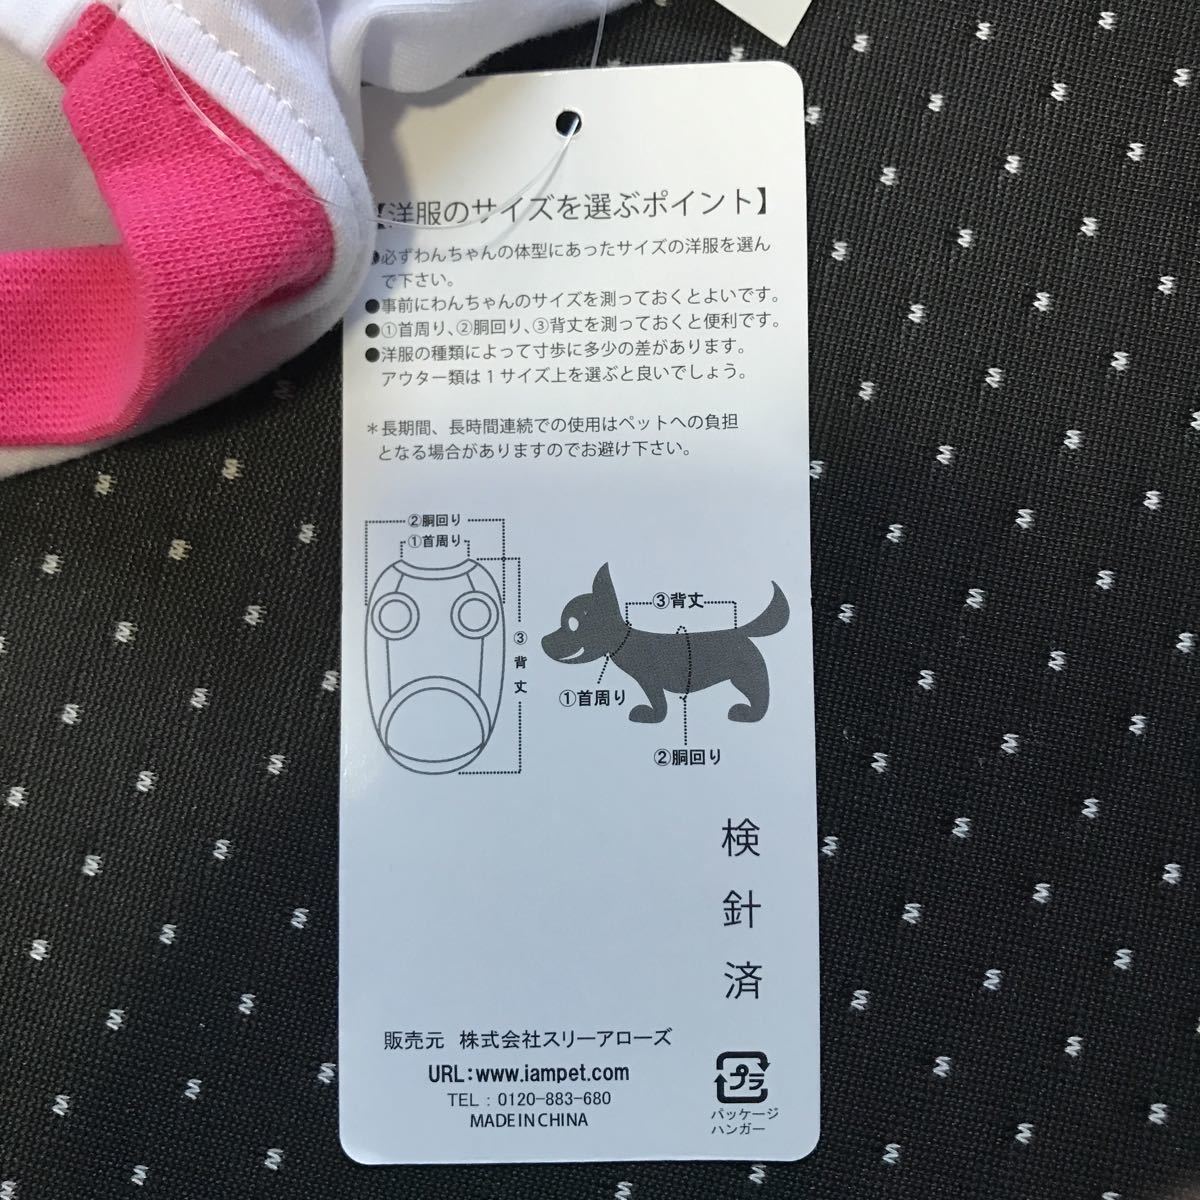 【洋服のサイズを選ぶポイント】
●必ずわんちゃんの体型にあったサイズの洋服を選ん
で下さい。
●事前にわんちゃんのサイズを測っておくとよいです。
●①首周り、②胴回り、③背丈を測っておくと便利です。
●洋服の種類によって寸歩に多少の差があります。
アウター類は1サイズ上を選ぶと良いでしょう。
＊長期間、長時間連続での使用はペットへの負担
となる場合がありますのでお避け下さい。
②胴回り
①首周り
③背丈
③背丈
①首周り
②胴回り
検針済
販売元 株式会社スリーアローズ
URL：www.iampet.com
TEL：0120-883-680
MADE IN CHINA
プラ
パッケージ
ハンガー